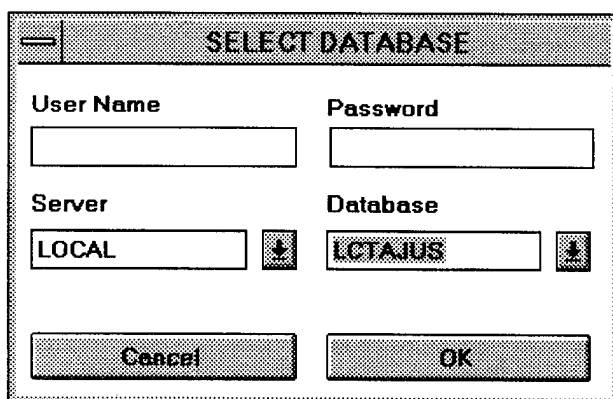 SELECT DATABASE
User Name
Password
Server
Database
LOCAL
LCTAJUS
Cancel
OK